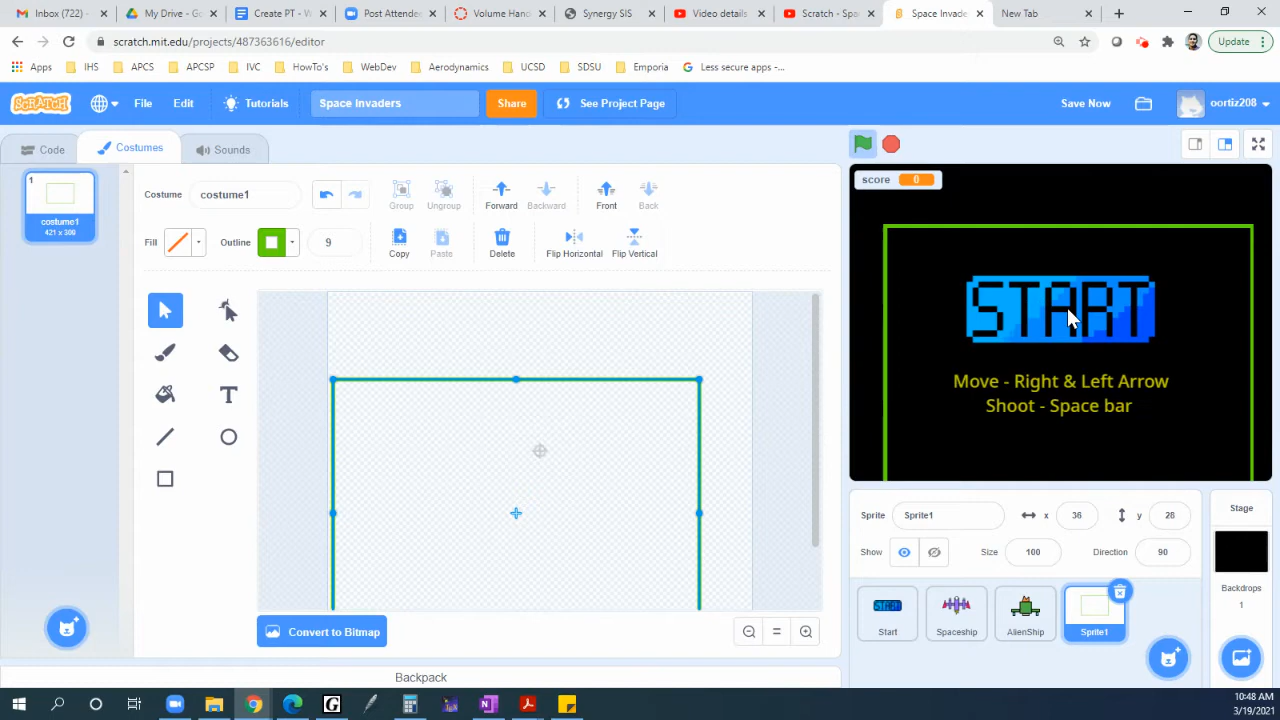 Inbox (722)
My Drive - Go
Create PT - W
Post Attende
Volume Hand
Synergy SIS
Video details
Scratch - Spa
Space Invade
New Tab
scratch.mit.edu/projects/487363616/editor
Update
Apps
IHS
APCS
APCSP
IVC
HowTo's
WebDev
Aerodynamics
UCSD
SDSU
Emporia
Less secure apps -...
SCRATCH
File
Edit
Tutorials
Space Invaders
Share
See Project Page
Save Now
oortiz208
Code
Costumes
Sounds
1
costume1
421 x 309
Costume
costume1
Group
Ungroup
Forward
Backward
Front
Back
Fill
Outline
9
Copy
Paste
Delete
Flip Horizontal
Flip Vertical
Convert to Bitmap
score 0
START
Move - Right & Left Arrow
Shoot - Space bar
Sprite
Sprite1
x
36
y
28
Show
Size
100
Direction
90
Start
Spaceship
AlienShip
Sprite1
Stage
Backdrops
1
Backpack
10:48 AM
3/19/2021